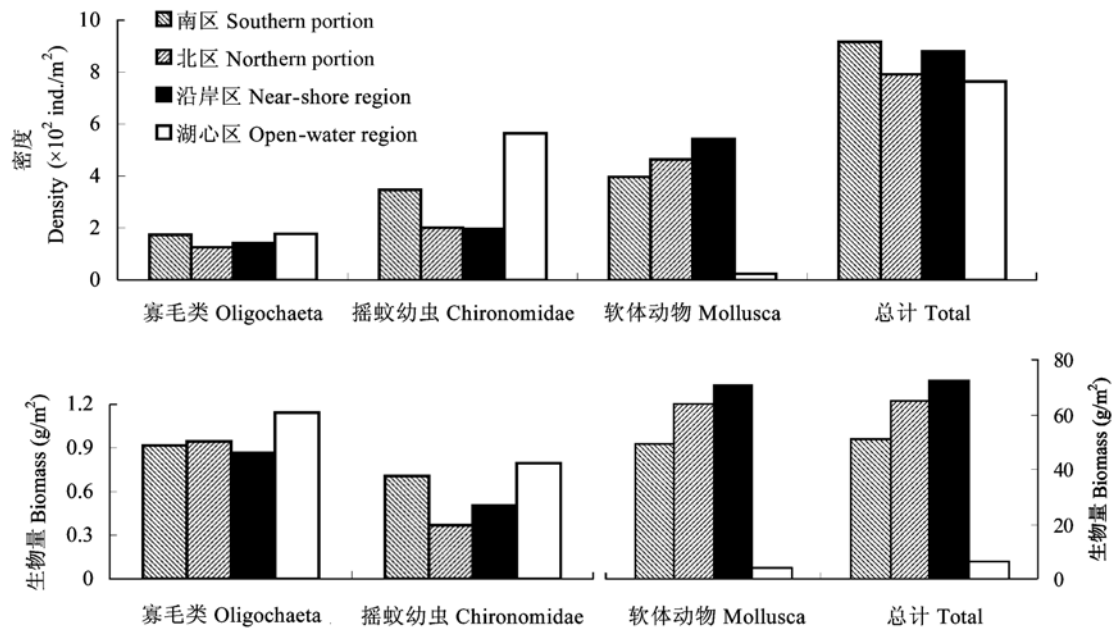 10
8
6
4
2
0
密度
Density (×10² ind./m²)
南区 Southern portion
北区 Northern portion
沿岸区 Near-shore region
湖心区 Open-water region
寡毛类 Oligochaeta
摇蚊幼虫 Chironomidae
软体动物 Mollusca
总计 Total
1.2
0.9
0.6
0.3
0
生物量 Biomass (g/m²)
80
60
40
20
0
生物量 Biomass (g/m²)
寡毛类 Oligochaeta
摇蚊幼虫 Chironomidae
软体动物 Mollusca
总计 Total